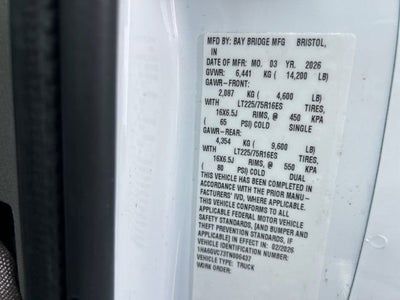 MFD BY: BAY BRIDGE MFG BRISTOL,
IN
DATE OF MFR: MO. 03 YR. 2026
GVWR: 6,441 KG ( 14,200 LB)
GAWR-FRONT:
2,087 KG ( 4,600 LB)
WITH LT225/75R16ES TIRES,
16X6.5J RIMS, @ 450 KPA
( 65 PSI) COLD SINGLE
GAWR-REAR:
4,354 KG ( 9,600 LB)
WITH LT225/75R16ES TIRES,
16X6.5J RIMS, @ 550 KPA
( 80 PSI) COLD DUAL
THIS VEHICLE HAS BEEN COMPLETED IN
ACCORDANCE WITH THE PRIOR MANU-
FACTURERS' IVD, WHERE APPLICABLE.
THIS VEHICLE CONFORMS TO ALL
APPLICABLE FEDERAL MOTOR VEHICLE
SAFETY STANDARDS, [AND BUMPER AND
THEFT PREVENTION STANDARDS, IF
APPLICABLE] IN EFFECT IN: 02/2026
1HA6GVC73TN006437
VEHICLE TYPE: TRUCK